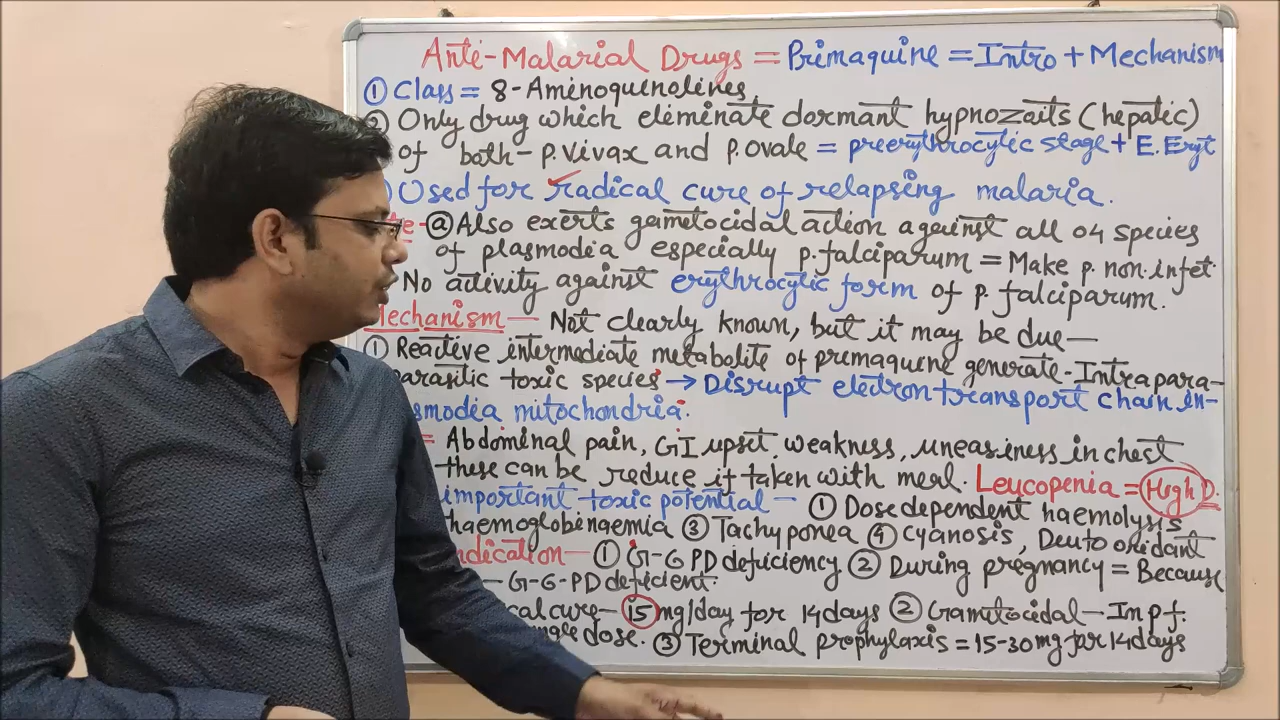 Ante-Malarial Drugs = Primaquine = Intro + Mechanism
① Class = 8-Aminoquinolines
② Only drug which eliminate dormant hypnozaits (hepatic)
of both - p.vivax and p.ovale = preerythrocytic stage + E.Eryt
Used for radical cure of relapsing malaria.
te - ⓐ Also exerts gametocidal action against all 04 species
of plasmodia especially p.falciparum = Make p. non.infet.
No activity against erythrocytic form of p. falciparum.
Mechanism — Not clearly known, but it may be due—
① Reactive intermediate metabolite of premaquine generate-Intrapara-
parasitic toxic species → Disrupt electron transport chain in-
smodia mitochondria.
= Abdominal pain, GI upset, weakness, uneasiness in chest
these can be reduce if taken with meal. Leucopenia = High D.
important toxic potential — ① Dose dependent haemolysis
haemoglobinaemia ③ Tachyponea ④ Cyanosis, Deuto oxidant
ndication — ① G-6 PD deficiency ② During pregnancy = Because
— G-6-PD deficient.
cal cure - 15 mg/day for 14 days ② Gametocidal — In p.f.
ngle dose. ③ Terminal prophylaxis = 15-30 mg for 14 days